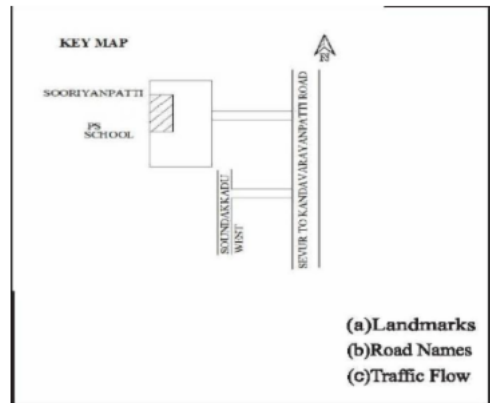 KEY MAP
SOORIYANPATTI
PS
SCHOOL
SOUNDAKKADU
WEST
SEVUR TO KANDAVARAYANPATTI ROAD
(a)Landmarks
(b)Road Names
(c)Traffic Flow